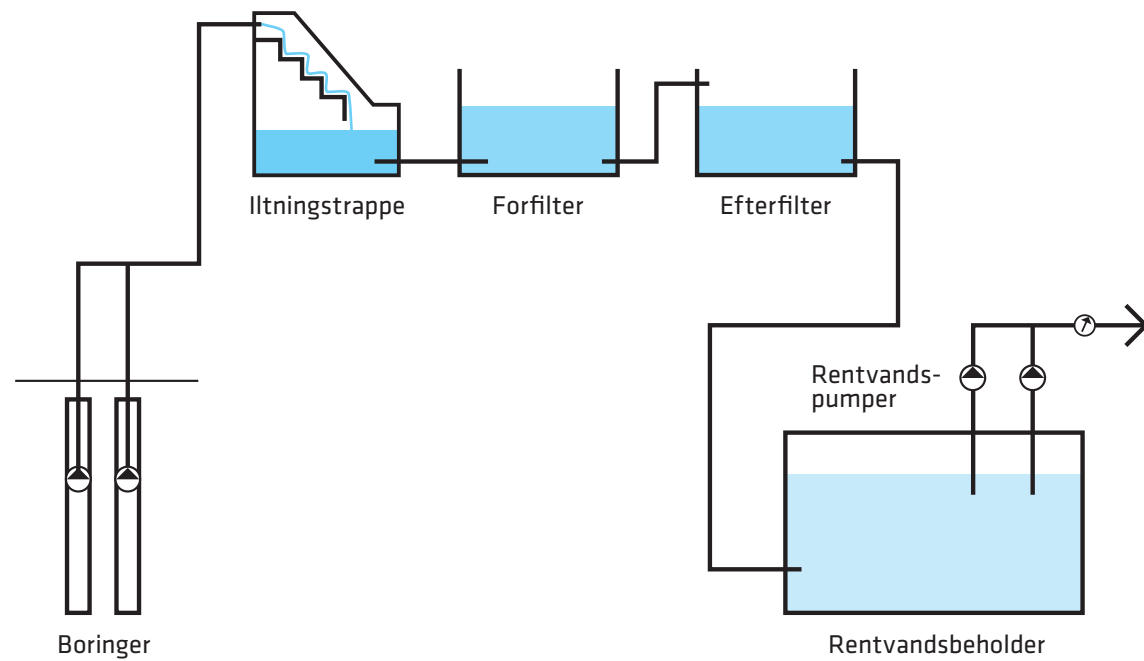 Iltningstrappe
Forfilter
Efterfilter
Rentvands-
pumper
Boringer
Rentvandsbeholder